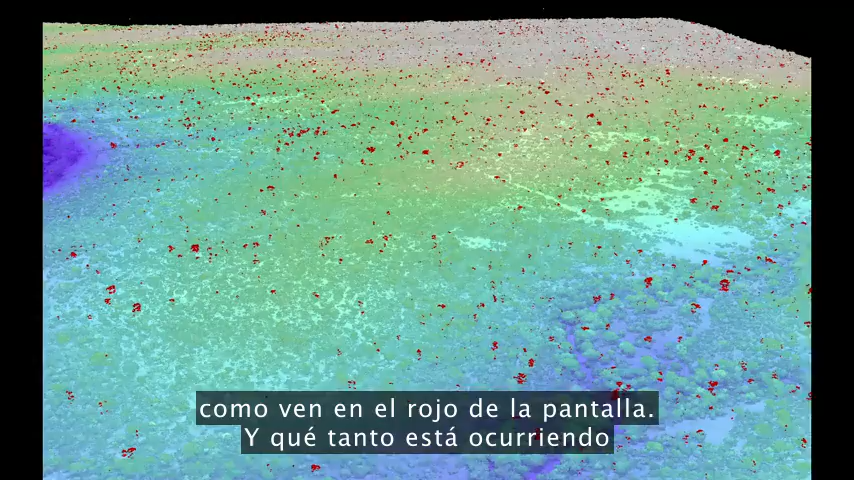 como ven en el rojo de la pantalla.
Y qué tanto está ocurriendo